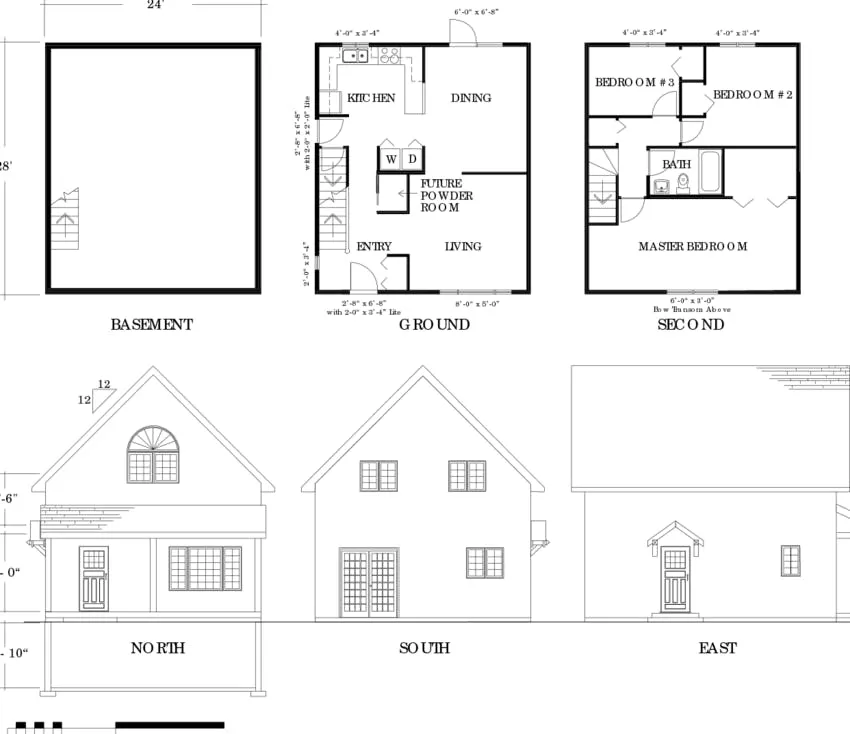 24'
6'-0" x 6'-8"
4'-0" x 3'-4"
4'-0" x 3'-4"
4'-0" x 3'-4"
BEDROOM #3
BEDROOM #2
KITCHEN
DINING
2'-8" x 6'-8"
with 2'-0" x 2'-0" Lite
28'
W D
BATH
FUTURE
POWDER
ROOM
ENTRY
LIVING
MASTER BEDROOM
2'-0" x 3'-4"
2'-8" x 6'-8"
with 2-0" x 3'-4" Lite
8'-0" x 5'-0"
6'-0" x 3'-0"
Bow Transom Above
BASEMENT
GROUND
SECOND
12
12
-6"
- 0"
- 10"
NORTH
SOUTH
EAST